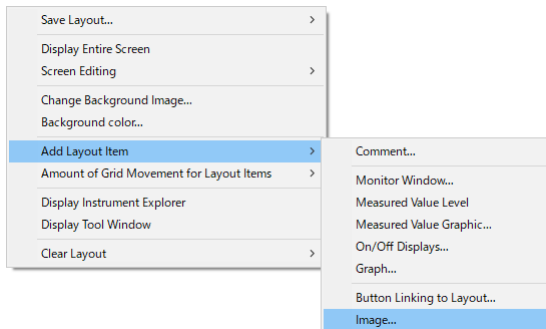 Save Layout...
Display Entire Screen
Screen Editing
Change Background Image...
Background color...
Add Layout Item
Amount of Grid Movement for Layout Items
Display Instrument Explorer
Display Tool Window
Clear Layout
Comment...
Monitor Window...
Measured Value Level
Measured Value Graphic...
On/Off Displays...
Graph...
Button Linking to Layout...
Image...